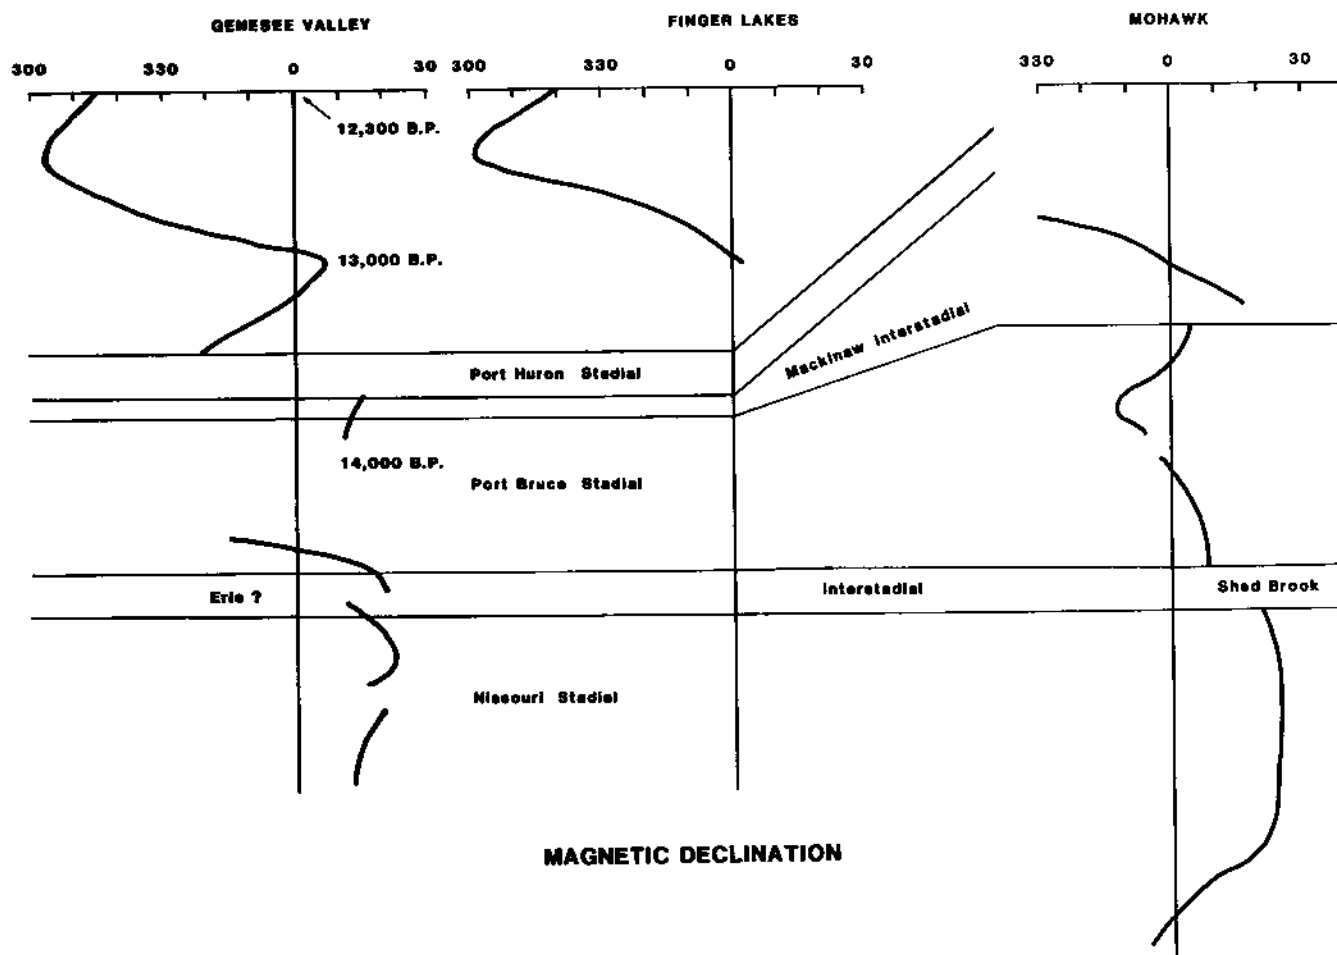 GENESEE VALLEY
FINGER LAKES
MOHAWK
300 330 0 30
300 330 0 30
330 0 30
12,300 B.P.
13,000 B.P.
Mackinaw Interstadial
Port Huron Stadial
14,000 B.P.
Port Bruce Stadial
Erie ?
Interstadial
Shed Brook
Nissouri Stadial
MAGNETIC DECLINATION